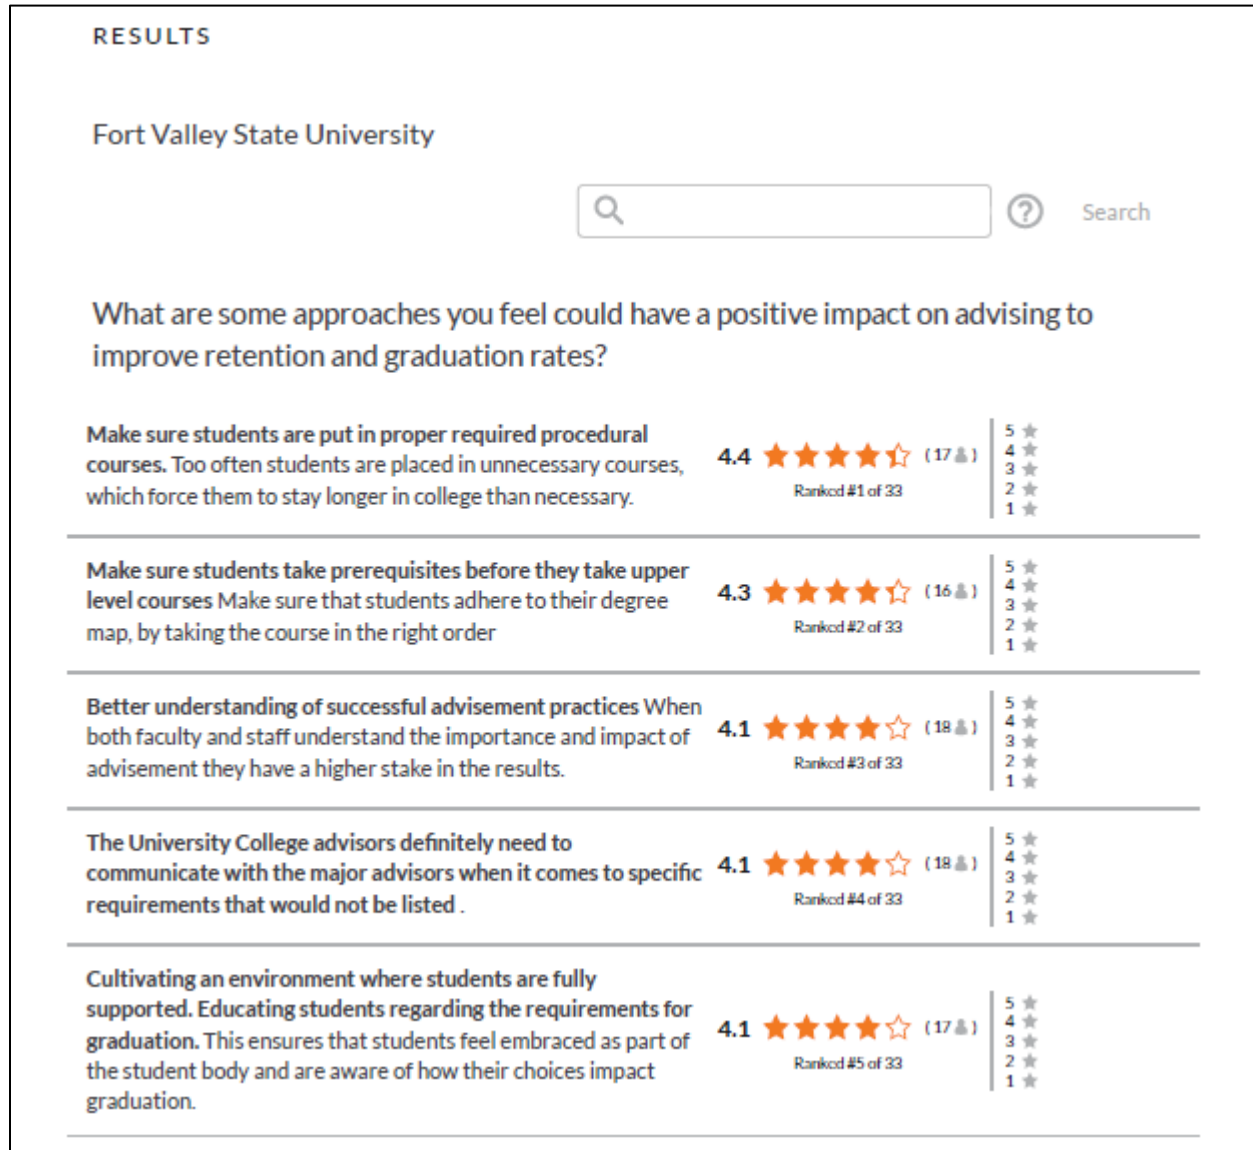 RESULTS
Fort Valley State University
Search
What are some approaches you feel could have a positive impact on advising to
improve retention and graduation rates?
Make sure students are put in proper required procedural
courses. Too often students are placed in unnecessary courses,
which force them to stay longer in college than necessary.
4.4 (17)
Ranked #1 of 33
5
4
3
2
1
Make sure students take prerequisites before they take upper
level courses Make sure that students adhere to their degree
map, by taking the course in the right order
4.3 (16)
Ranked #2 of 33
5
4
3
2
1
Better understanding of successful advisement practices When
both faculty and staff understand the importance and impact of
advisement they have a higher stake in the results.
4.1 (18)
Ranked #3 of 33
5
4
3
2
1
The University College advisors definitely need to
communicate with the major advisors when it comes to specific
requirements that would not be listed .
4.1 (18)
Ranked #4 of 33
5
4
3
2
1
Cultivating an environment where students are fully
supported. Educating students regarding the requirements for
graduation. This ensures that students feel embraced as part of
the student body and are aware of how their choices impact
graduation.
4.1 (17)
Ranked #5 of 33
5
4
3
2
1